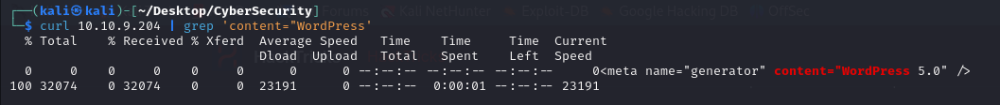 ┌──(kali㉿kali)-[~/Desktop/CyberSecurity]
└─$ curl 10.10.9.204 | grep 'content="WordPress'
  % Total    % Received % Xferd  Average Speed   Time    Time     Time  Current
                                 Dload  Upload   Total   Spent    Left  Speed
  0     0    0     0    0     0      0      0 --:--:-- --:--:-- --:--:--     0<meta name="generator" content="WordPress 5.0" />
100 32074    0 32074    0     0  23191      0 --:--:--  0:00:01 --:--:-- 23191